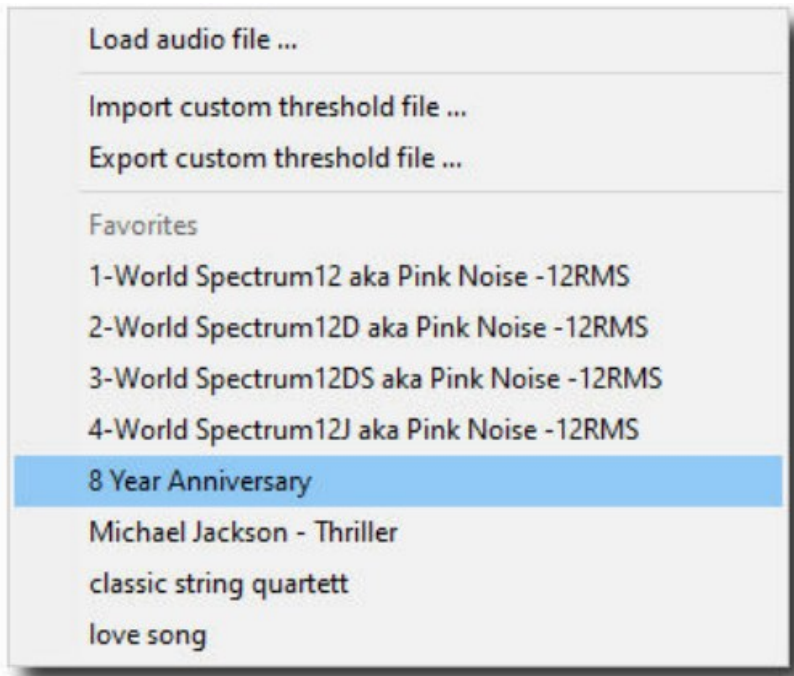 Load audio file ...
Import custom threshold file ...
Export custom threshold file ...
Favorites
1-World Spectrum12 aka Pink Noise -12RMS
2-World Spectrum12D aka Pink Noise -12RMS
3-World Spectrum12DS aka Pink Noise -12RMS
4-World Spectrum12J aka Pink Noise -12RMS
8 Year Anniversary
Michael Jackson - Thriller
classic string quartett
love song